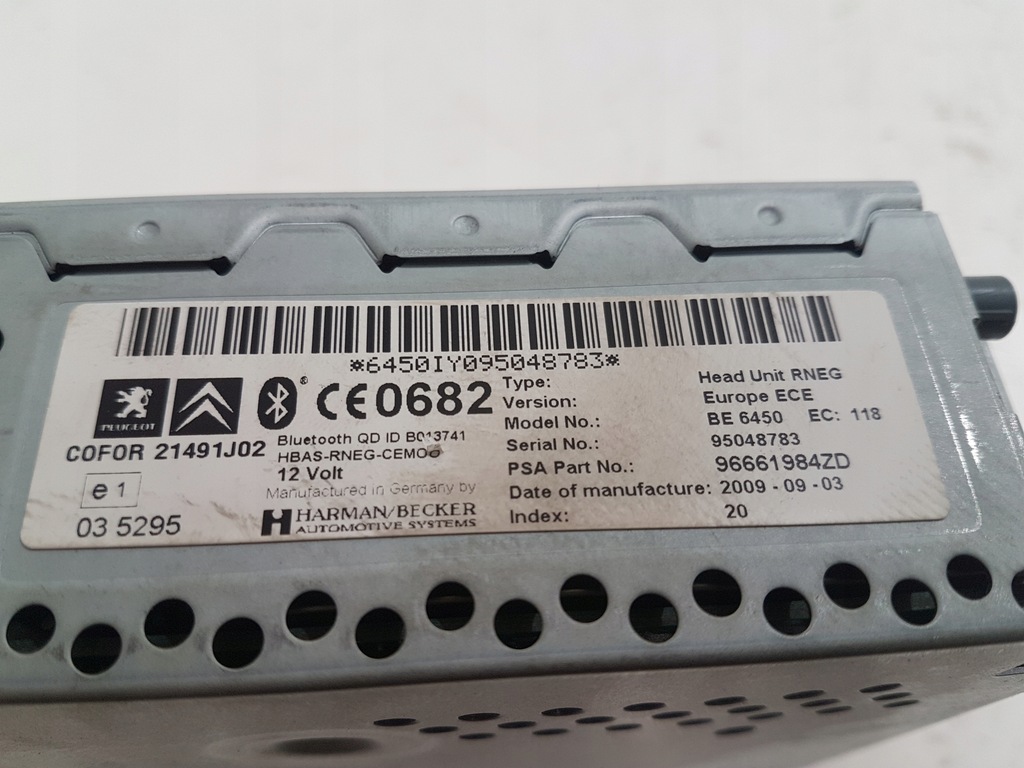 *6450IY095048783*
PEUGEOT
CE0682
COFOR 21491J02
Bluetooth QD ID B013741
HBAS-RNEG-CEMOO
12 Volt
e1
03 5295
Manufactured in Germany by
HARMAN/BECKER
AUTOMOTIVE SYSTEMS
Type: Head Unit RNEG
Version: Europe ECE
Model No.: BE 6450 EC: 118
Serial No.: 95048783
PSA Part No.: 96661984ZD
Date of manufacture: 2009-09-03
Index: 20